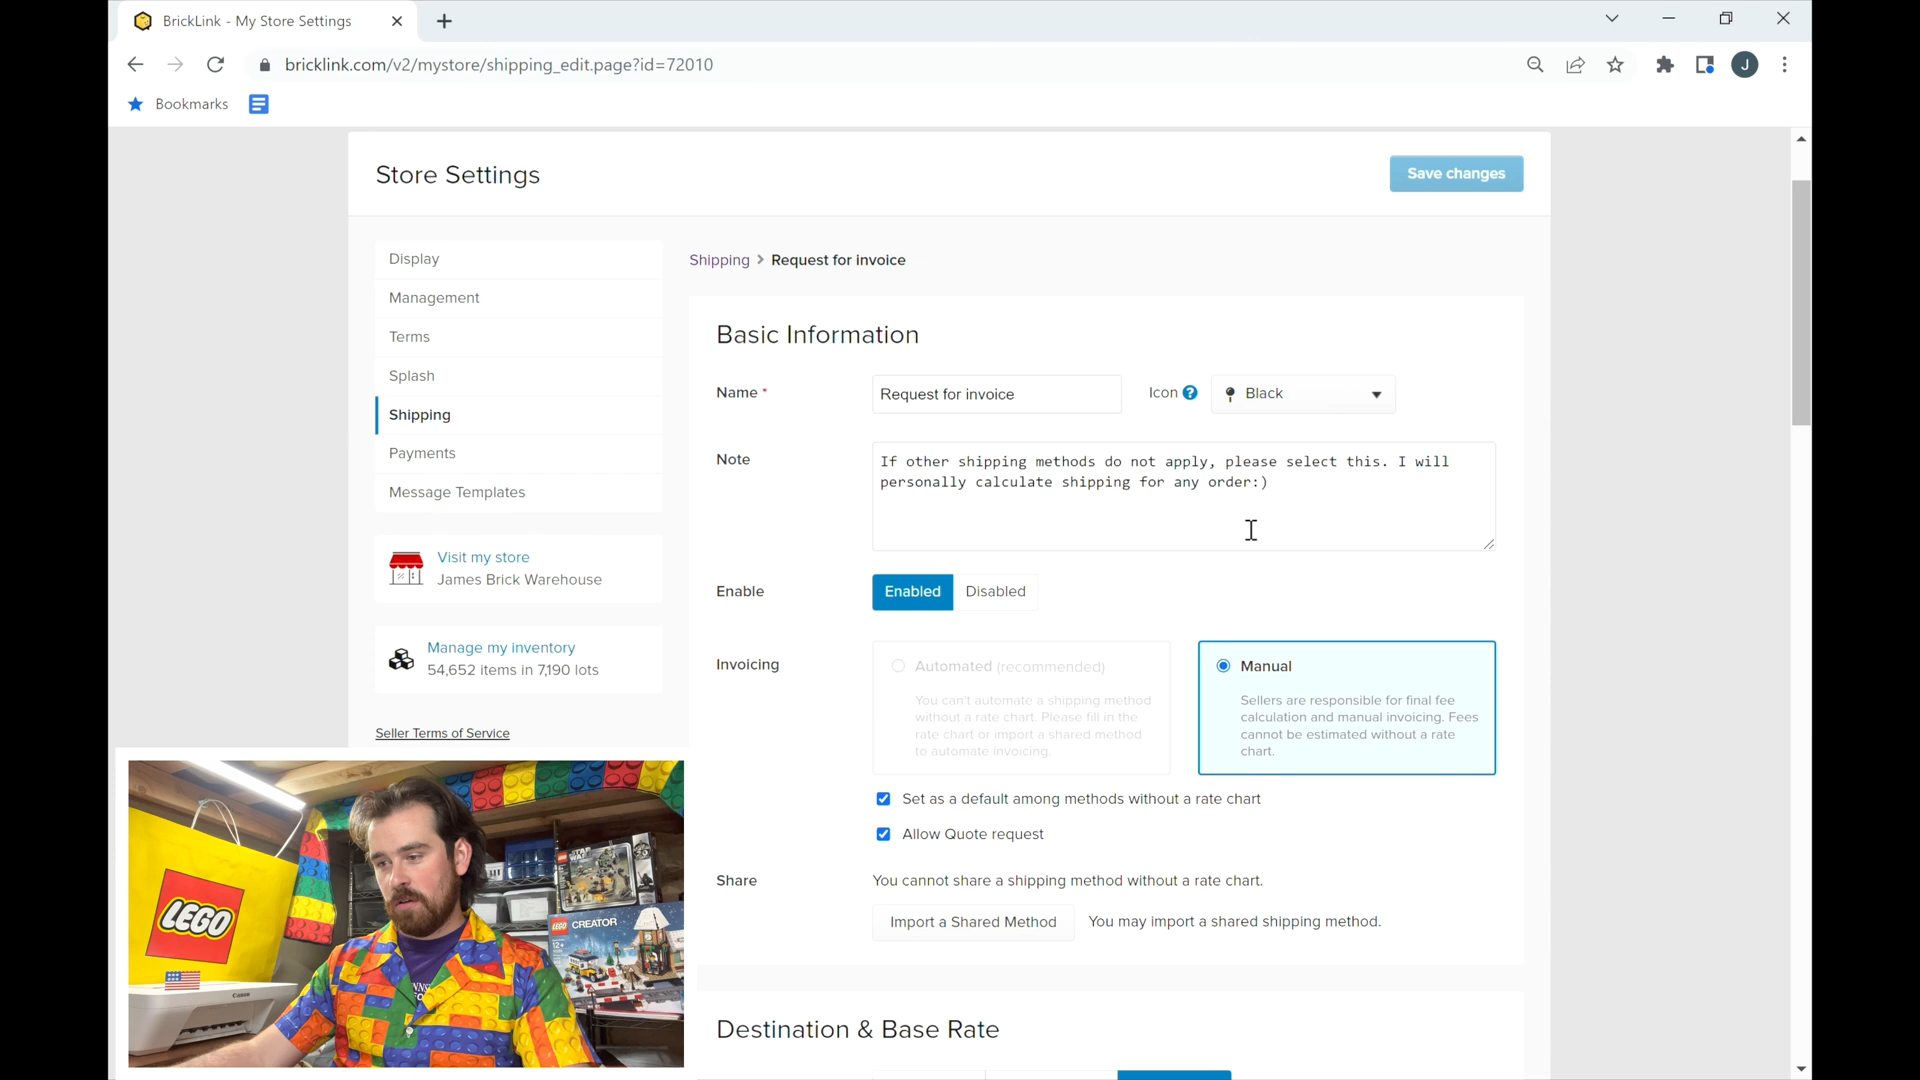 BrickLink - My Store Settings
bricklink.com/v2/mystore/shipping_edit.page?id=72010
J
Bookmarks
Store Settings
Save changes
Display
Management
Terms
Splash
Shipping
Payments
Message Templates
Visit my store
James Brick Warehouse
Manage my inventory
54,652 items in 7,190 lots
Seller Terms of Service
Shipping > Request for invoice
Basic Information
Name *
Request for invoice
Icon ?
Black
Note
If other shipping methods do not apply, please select this. I will
personally calculate shipping for any order:)
Enable
Enabled
Disabled
Invoicing
Automated (recommended)
You can't automate a shipping method
without a rate chart. Please fill in the
rate chart or import a shared method
to automate invoicing.
Manual
Sellers are responsible for final fee
calculation and manual invoicing. Fees
cannot be estimated without a rate
chart.
Set as a default among methods without a rate chart
Allow Quote request
Share
You cannot share a shipping method without a rate chart.
Import a Shared Method
You may import a shared shipping method.
Destination & Base Rate
LEGO
Canon
STAR WARS
LEGO CREATOR
12+